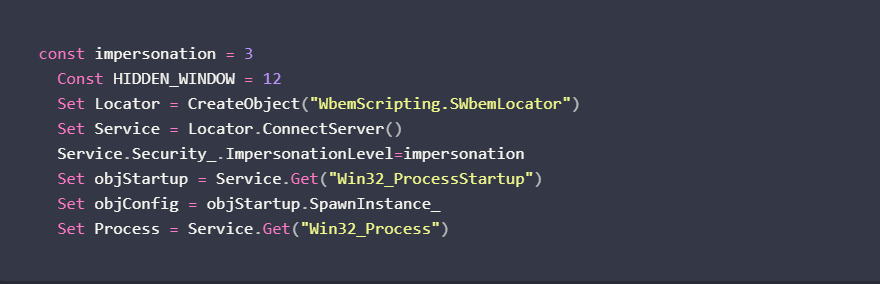 const impersonation = 3
Const HIDDEN_WINDOW = 12
Set Locator = CreateObject("WbemScripting.SWbemLocator")
Set Service = Locator.ConnectServer()
Service.Security_.ImpersonationLevel=impersonation
Set objStartup = Service.Get("Win32_ProcessStartup")
Set objConfig = objStartup.SpawnInstance_
Set Process = Service.Get("Win32_Process")